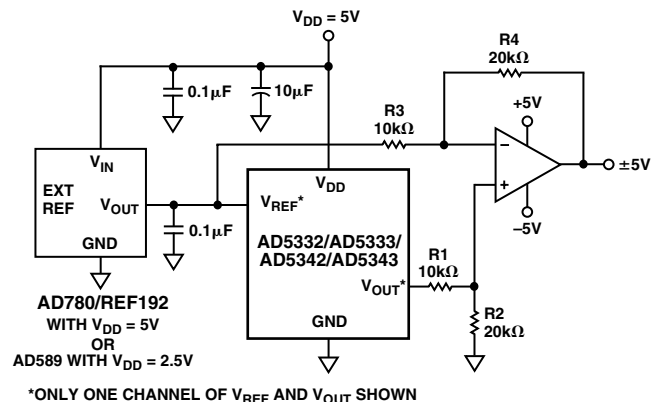 V_DD = 5V
R4
20kΩ
0.1μF
10μF
R3
10kΩ
+5V
V_IN
EXT
REF
V_OUT
GND
–
+
±5V
–5V
V_DD
V_REF*
0.1μF
AD5332/AD5333/
AD5342/AD5343
V_OUT*
GND
R1
10kΩ
R2
20kΩ
AD780/REF192
WITH V_DD = 5V
OR
AD589 WITH V_DD = 2.5V
*ONLY ONE CHANNEL OF V_REF AND V_OUT SHOWN